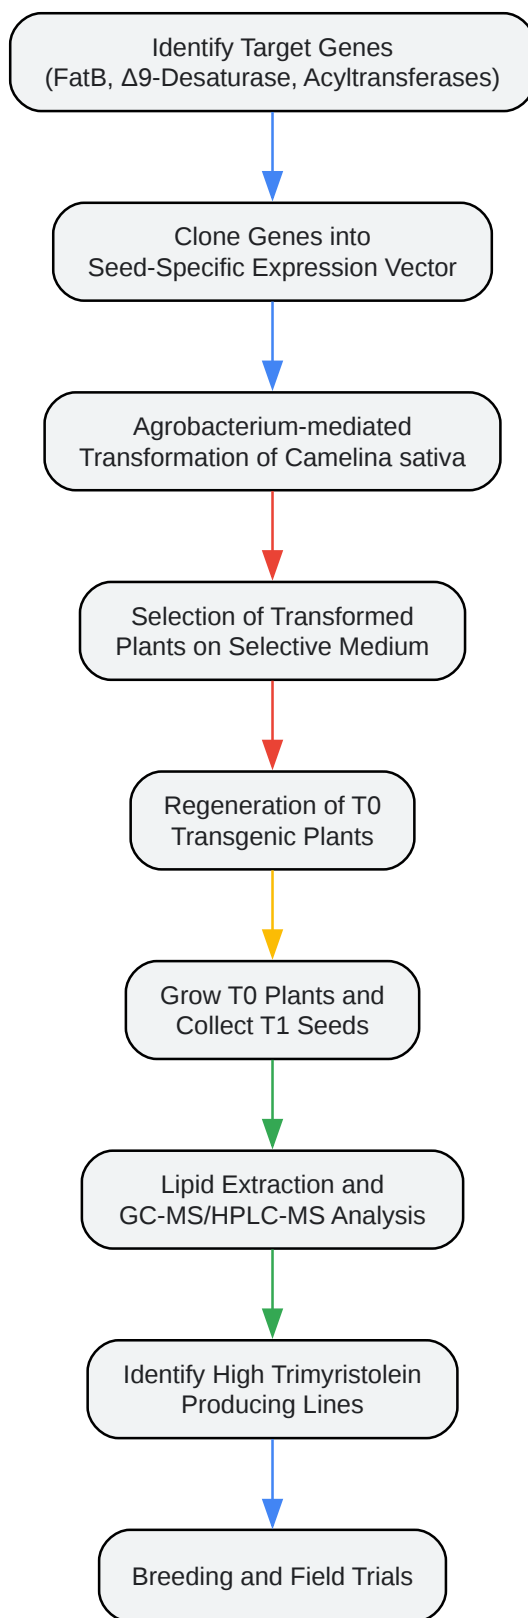 Identify Target Genes
(FatB, Δ9-Desaturase, Acyltransferases)
Clone Genes into
Seed-Specific Expression Vector
Agrobacterium-mediated
Transformation of Camelina sativa
Selection of Transformed
Plants on Selective Medium
Regeneration of T0
Transgenic Plants
Grow T0 Plants and
Collect T1 Seeds
Lipid Extraction and
GC-MS/HPLC-MS Analysis
Identify High Trimyristolein
Producing Lines
Breeding and Field Trials